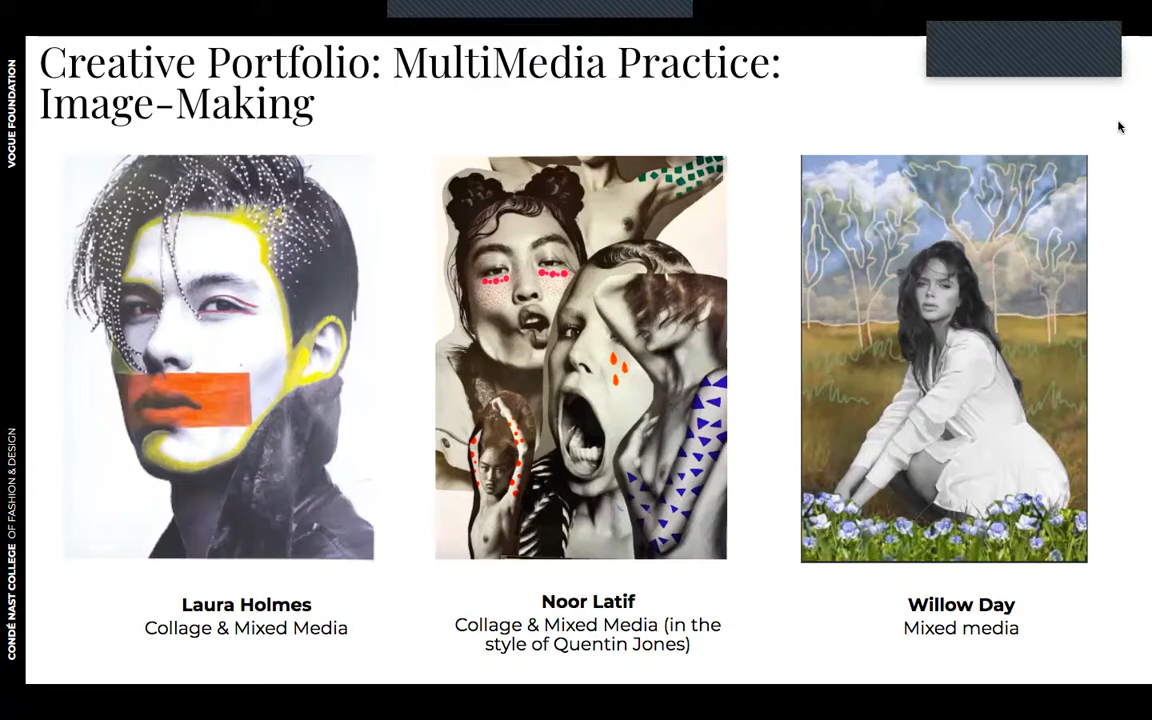 Creative Portfolio: MultiMedia Practice:
Image-Making
VOGUE FOUNDATION
CONDÉ NAST COLLEGE OF FASHION & DESIGN
Laura Holmes
Collage & Mixed Media
Noor Latif
Collage & Mixed Media (in the
style of Quentin Jones)
Willow Day
Mixed media